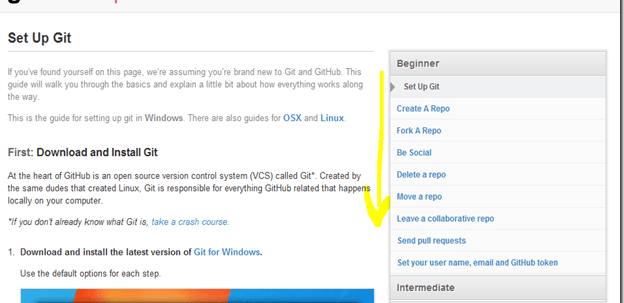 Set Up Git
If you've found yourself on this page, we're assuming you're brand new to Git and GitHub. This
guide will walk you through the basics and explain a little bit about how everything works along
the way.
This is the guide for setting up git in Windows. There are also guides for OSX and Linux.
First: Download and Install Git
At the heart of GitHub is an open source version control system (VCS) called Git*. Created by
the same dudes that created Linux, Git is responsible for everything GitHub related that happens
locally on your computer.
*If you don't already know what Git is, take a crash course.
1. Download and install the latest version of Git for Windows.
Use the default options for each step.
Beginner
Set Up Git
Create A Repo
Fork A Repo
Be Social
Delete a repo
Move a repo
Leave a collaborative repo
Send pull requests
Set your user name, email and GitHub token
Intermediate